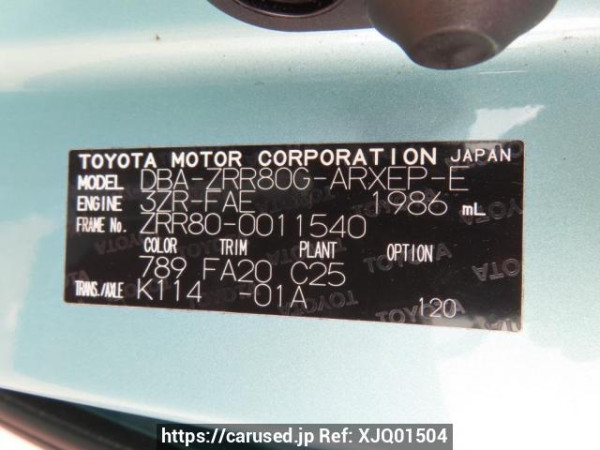 TOYOTA MOTOR CORPORATION JAPAN
MODEL DBA-ZRR80G-ARXEP-E
ENGINE 3ZR-FAE 1986 mL
FRAME No. ZRR80-0011540
COLOR TRIM PLANT OPTION
789 FA20 C25
TRANS./AXLE K114 -01A
120
https://carused.jp Ref: XJQ01504